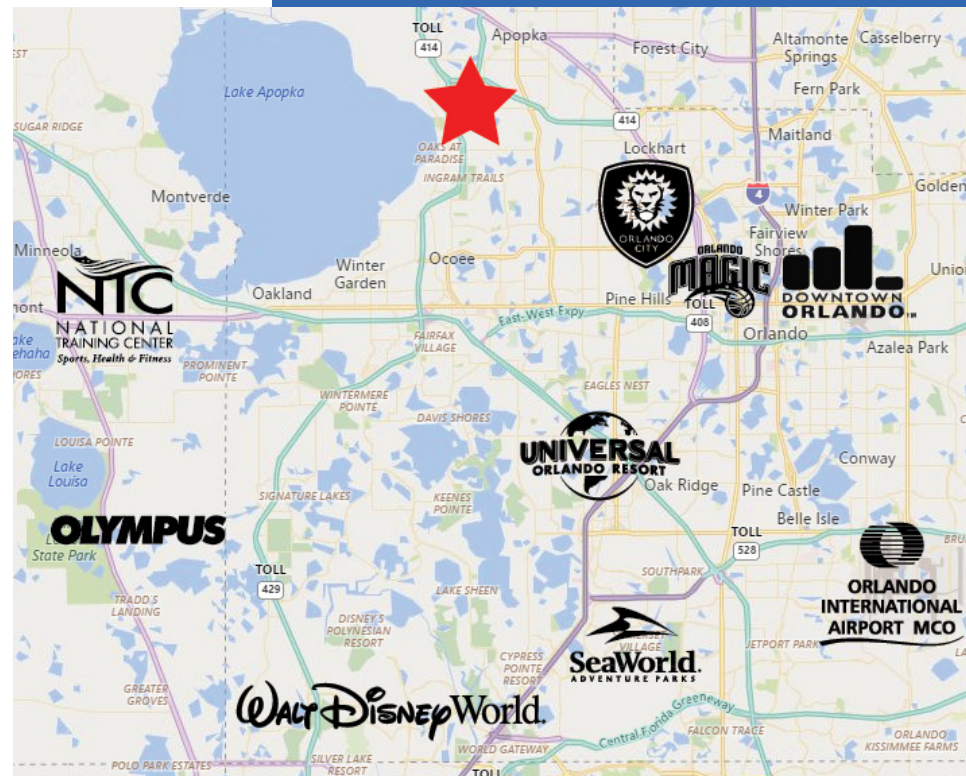 TOLL
414
Apopka
Forest City
Altamonte
Springs
Casselberry
EST
Lake Apopka
Fern Park
SUGAR RIDGE
414
Maitland
OAKS AT
PARADISE
Lockhart
INGRAM TRAILS
Montverde
4
Golden
Winter Park
ORLANDO
CITY
Fairview
Shores
Minneola
Ocoee
ORLANDO
MAGIC
Winter
Garden
Unio
NTC
NATIONAL
TRAINING CENTER
Sports, Health & Fitness
Oakland
Pine Hills
TOLL
408
DOWNTOWN
ORLANDO
mont
East-West Expy
Orlando
FAIRFAX
VILLAGE
Azalea Park
PROMINENT
POINTE
EAGLES NEST
WINTERMERE
POINTE
DAVIS SHORES
LOUISA POINTE
UNIVERSAL
ORLANDO RESORT
Conway
Lake
Louisa
Oak Ridge
Pine Castle
SIGNATURE LAKES
KEENES
POINTE
Belle Isle
OLYMPUS
State Park
TOLL
528
BRU
SOUTHPARK
TOLL
429
LAKE SHEEN
ORLANDO
INTERNATIONAL
AIRPORT MCO
TRADD'S
LANDING
DISNEY'S
POLYNESIAN
RESORT
JETPORT PARK
VILLAGE
SeaWorld.
ADVENTURE PARKS
CYPRESS
POINTE
RESORT
GREATER
GROVES
WALT DISNEY World.
Central Florida Greeneway
FALCON TRACE
ORLANDO
KISSIMMEE FARMS
WORLD GATEWAY
POLO PARK ESTATES
SILVER LAKE
RESORT
TOLL